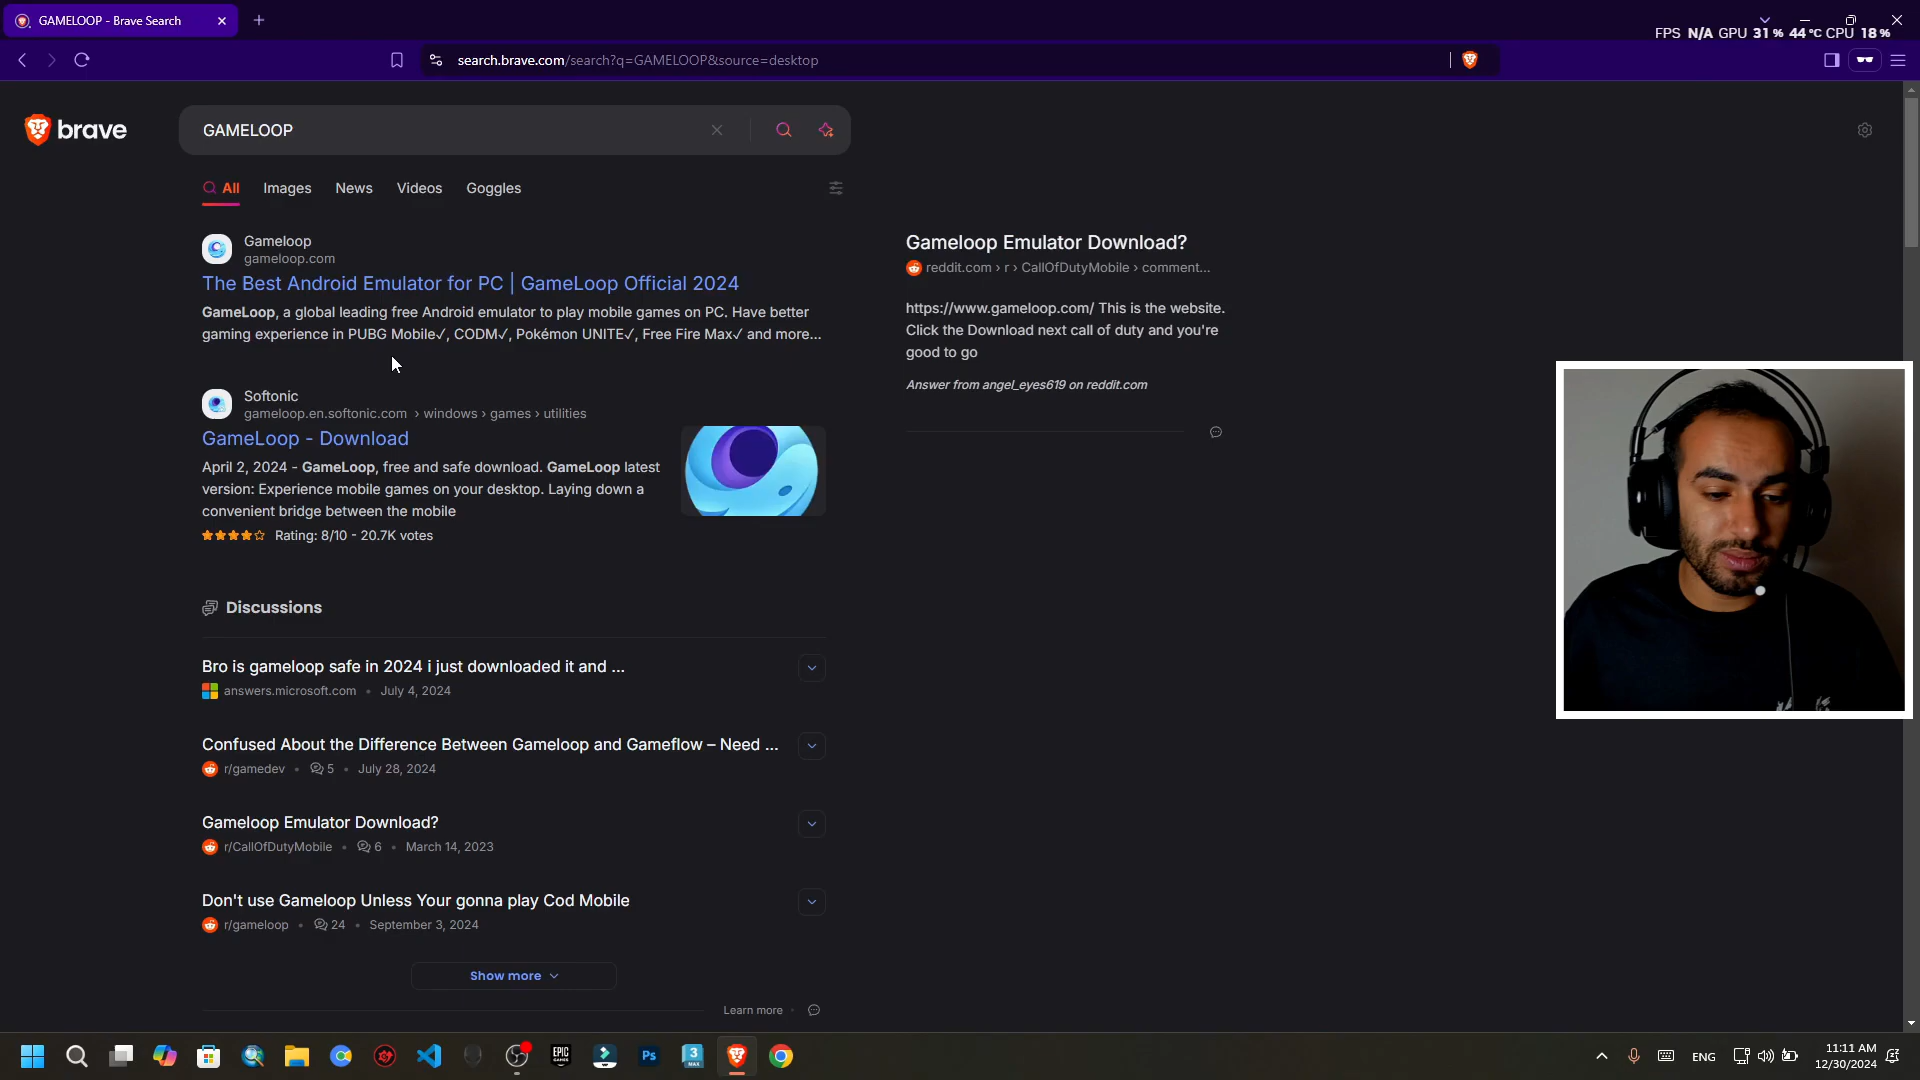 GAMELOOP - Brave Search
FPS N/A GPU 31% 44°C CPU 18%
search.brave.com/search?q=GAMELOOP&source=desktop
brave
GAMELOOP
All Images News Videos Goggles
Gameloop
gameloop.com
The Best Android Emulator for PC | GameLoop Official 2024
GameLoop, a global leading free Android emulator to play mobile games on PC. Have better
gaming experience in PUBG Mobile✓, CODM✓, Pokémon UNITE✓, Free Fire Max✓ and more...
Softonic
gameloop.en.softonic.com › windows › games › utilities
GameLoop - Download
April 2, 2024 - GameLoop, free and safe download. GameLoop latest
version: Experience mobile games on your desktop. Laying down a
convenient bridge between the mobile
Rating: 8/10 - 20.7K votes
Discussions
Bro is gameloop safe in 2024 i just downloaded it and ...
answers.microsoft.com • July 4, 2024
Confused About the Difference Between Gameloop and Gameflow – Need ...
r/gamedev • 5 • July 28, 2024
Gameloop Emulator Download?
r/CallOfDutyMobile • 6 • March 14, 2023
Don't use Gameloop Unless Your gonna play Cod Mobile
r/gameloop • 24 • September 3, 2024
Show more
Learn more
Gameloop Emulator Download?
reddit.com › r › CallOfDutyMobile › comment...
https://www.gameloop.com/ This is the website.
Click the Download next call of duty and you're
good to go
Answer from angel_eyes619 on reddit.com
EPIC
GAMES
Ps
3
MAX
ENG
11:11 AM
12/30/2024